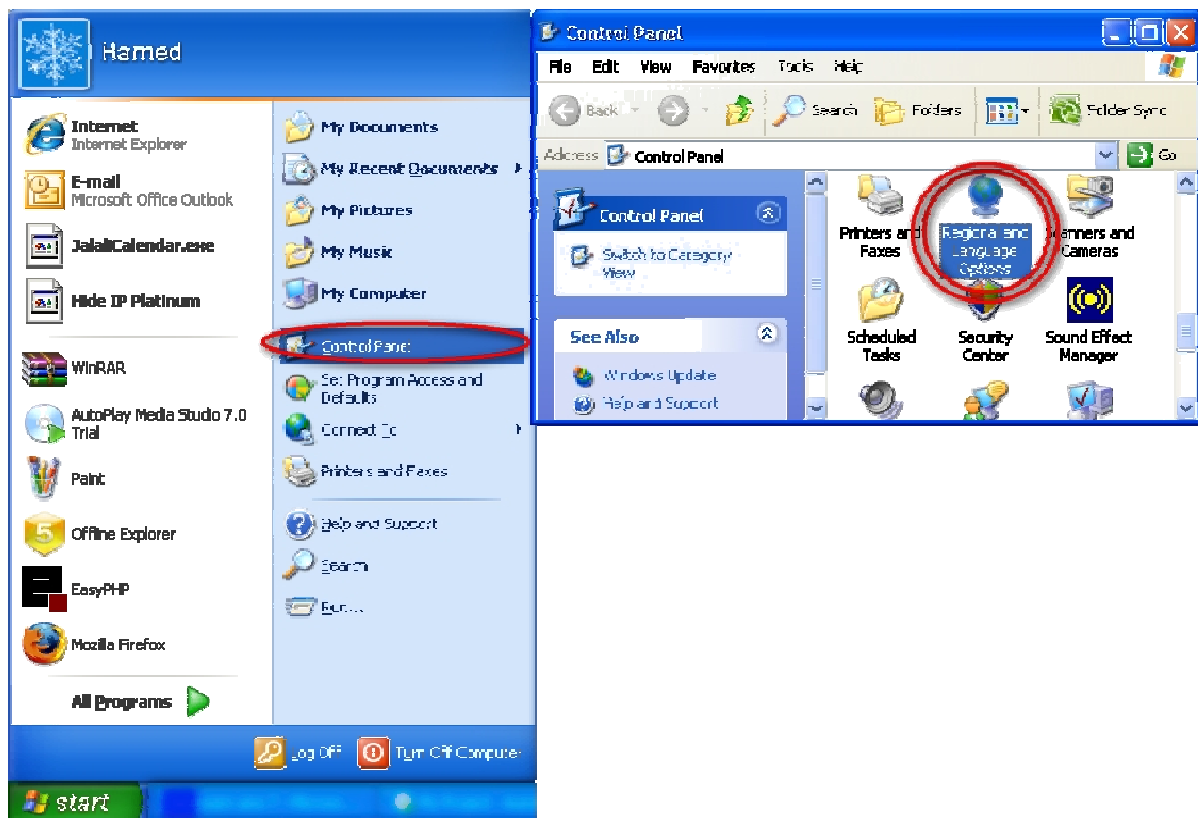 Hamed
Internet
Internet Explorer
E-mail
Microsoft Office Outlook
JalaliCalendar.exe
Hide IP Platinum
WinRAR
AutoPlay Media Studio 7.0
Trial
Paint
Offline Explorer
EasyPHP
Mozilla Firefox
All Programs
My Documents
My Recent Documents
My Pictures
My Music
My Computer
Control Panel
Set Program Access and
Defaults
Connect To
Printers and Faxes
Help and Support
Search
Run...
Log Off
Turn Off Computer
start
Control Panel
File Edit View Favorites Tools Help
Back Search Folders Folder Sync
Address Control Panel Go
Control Panel
Switch to Category
View
See Also
Windows Update
Help and Support
Printers and
Faxes
Regional and
Language
Options
Scanners and
Cameras
Scheduled
Tasks
Security
Center
Sound Effect
Manager